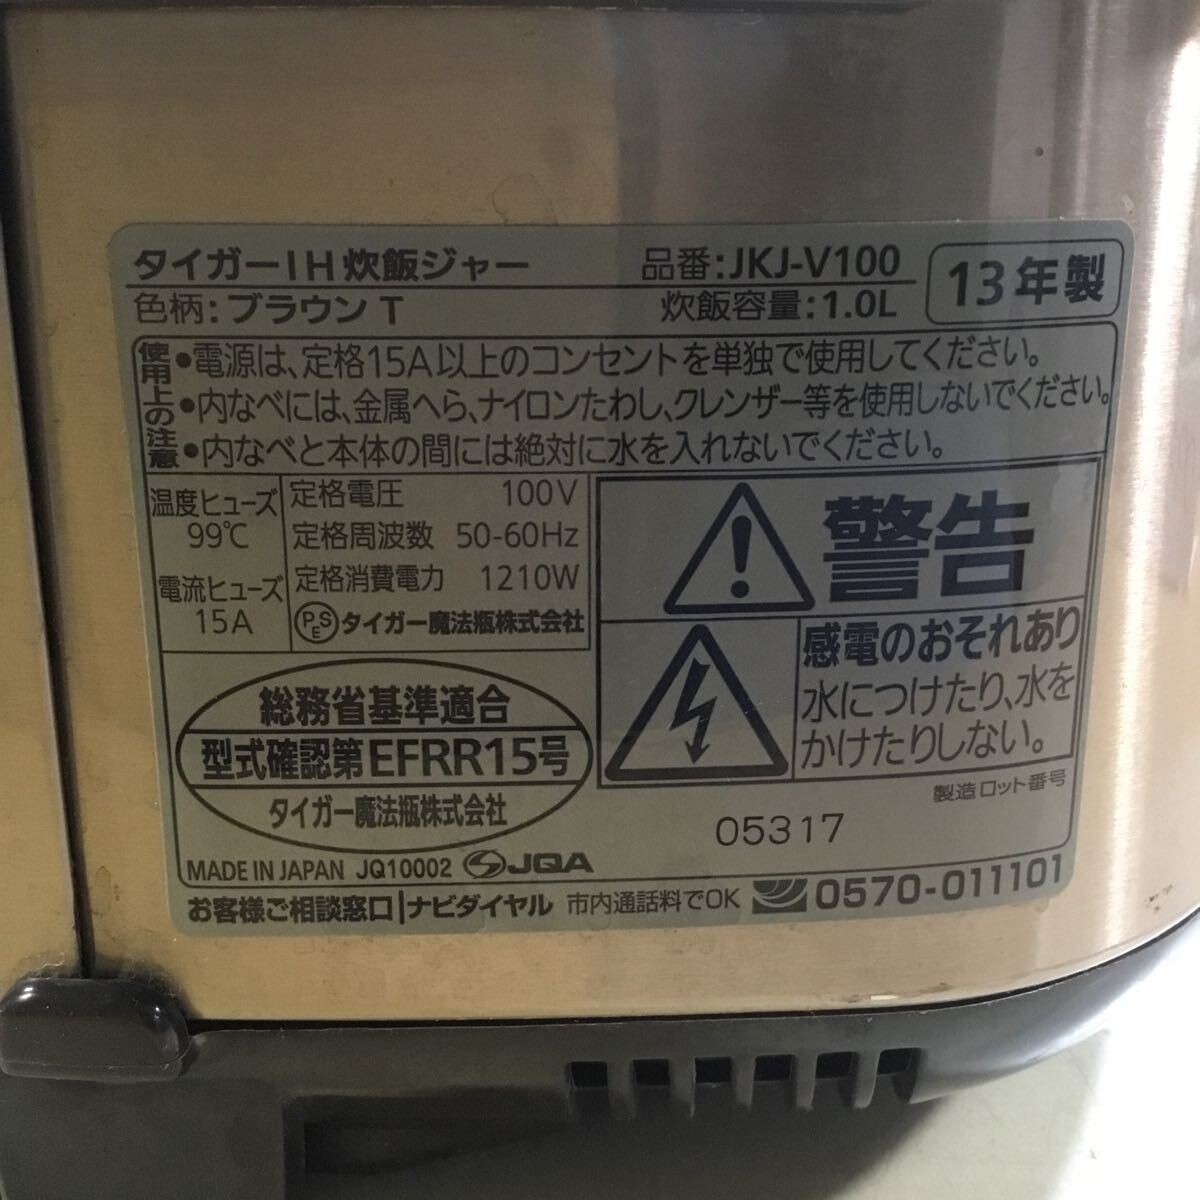 タイガーIH炊飯ジャー 品番:JKJ-V100
色柄:ブラウンT 炊飯容量:1.0L
13年製
使用上の注意
•電源は、定格15A以上のコンセントを単独で使用してください。
•内なべには、金属へら、ナイロンたわし、クレンザー等を使用しないでください。
•内なべと本体の間には絶対に水を入れないでください。
温度ヒューズ
99℃
電流ヒューズ
15A
定格電圧 100V
定格周波数 50-60Hz
定格消費電力 1210W
PSE タイガー魔法瓶株式会社
警告
感電のおそれあり
水につけたり、水を
かけたりしない。
総務省基準適合
型式確認第EFRR15号
タイガー魔法瓶株式会社
製造ロット番号
05317
MADE IN JAPAN JQ10002 JQA
お客様ご相談窓口|ナビダイヤル 市内通話料でOK 0570-011101